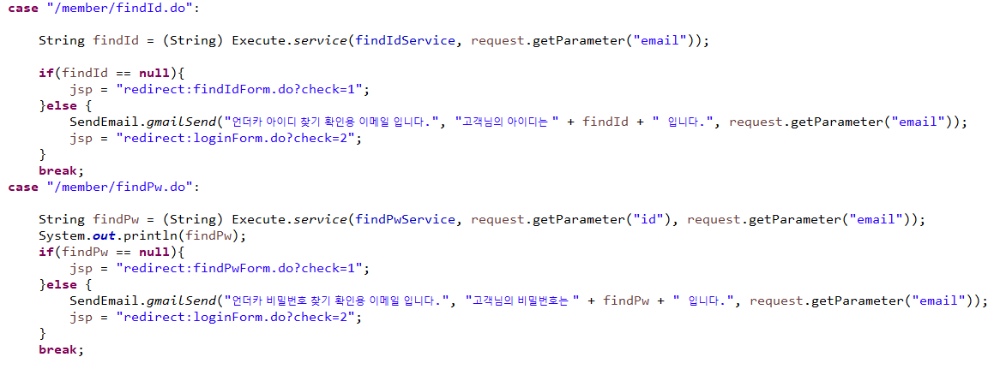 case "/member/findId.do":
String findId = (String) Execute.service(findIdService, request.getParameter("email"));
if(findId == null){
jsp = "redirect:findIdForm.do?check=1";
}else {
SendEmail.gmailSend("언더카 아이디 찾기 확인용 이메일 입니다.", "고객님의 아이디는 " + findId + " 입니다.", request.getParameter("email"));
jsp = "redirect:loginForm.do?check=2";
}
break;
case "/member/findPw.do":
String findPw = (String) Execute.service(findPwService, request.getParameter("id"), request.getParameter("email"));
System.out.println(findPw);
if(findPw == null){
jsp = "redirect:findPwForm.do?check=1";
}else {
SendEmail.gmailSend("언더카 비밀번호 찾기 확인용 이메일 입니다.", "고객님의 비밀번호는 " + findPw + " 입니다.", request.getParameter("email"));
jsp = "redirect:loginForm.do?check=2";
}
break;